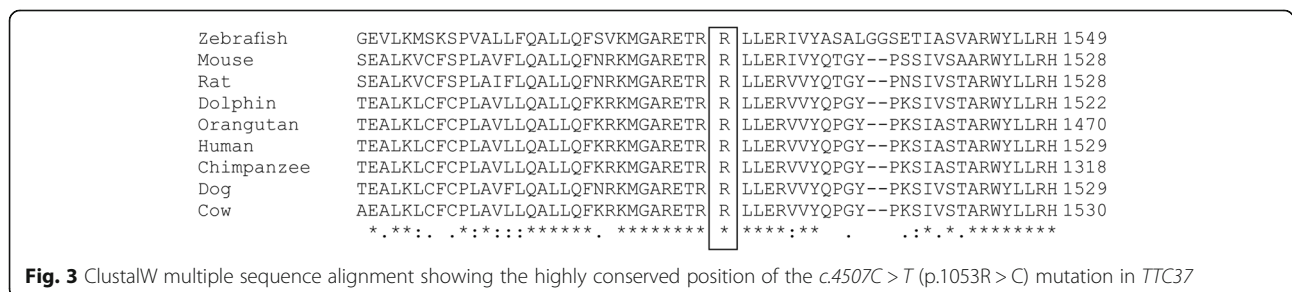 Zebrafish GEVLKMSKSPVALLFQALLQFSVKMGARETR R LLERIVYASALGGSETIASVARWYLLRH 1549
Mouse SEALKVCFSPLAVFLQALLQFNRKMGARETR R LLERIVYQTGY--PSSIVSAARWYLLRH 1528
Rat SEALKVCFSPLAIFLQALLQFNRKMGARETR R LLERVVYQTGY--PNSIVSTARWYLLRH 1528
Dolphin TEALKLCFCPLAVLLQALLQFKRKMGARETR R LLERVVYQPGY--PKSIVSTARWYLLRH 1522
Orangutan TEALKLCFSPLAVLLQALLQFKRKMGARETR R LLERVVYQPGY--PKSIASTARWYLLRH 1470
Human TEALKLCFCPLAVLLQALLQFKRKMGARETR R LLERVVYQPGY--PKSIASTARWYLLRH 1529
Chimpanzee TEALKLCFCPLAVLLQALLQFKRKMGARETR R LLERVVYQPGY--PKSIASTARWYLLRH 1318
Dog TEALKLCFCPLAVFLQALLQFNRKMGARETR R LLERVVYQPGY--PKSIVSTARWYLLRH 1529
Cow AEALKLCFCPLAVLLQALLQFKRKMGARETR R LLERVVYQPGY--PKSIVSTARWYLLRH 1530
*.**:. .*:*:::******. ******** * ****:** . .:*.*.********
Fig. 3 ClustalW multiple sequence alignment showing the highly conserved position of the c.4507C > T (p.1053R > C) mutation in TTC37